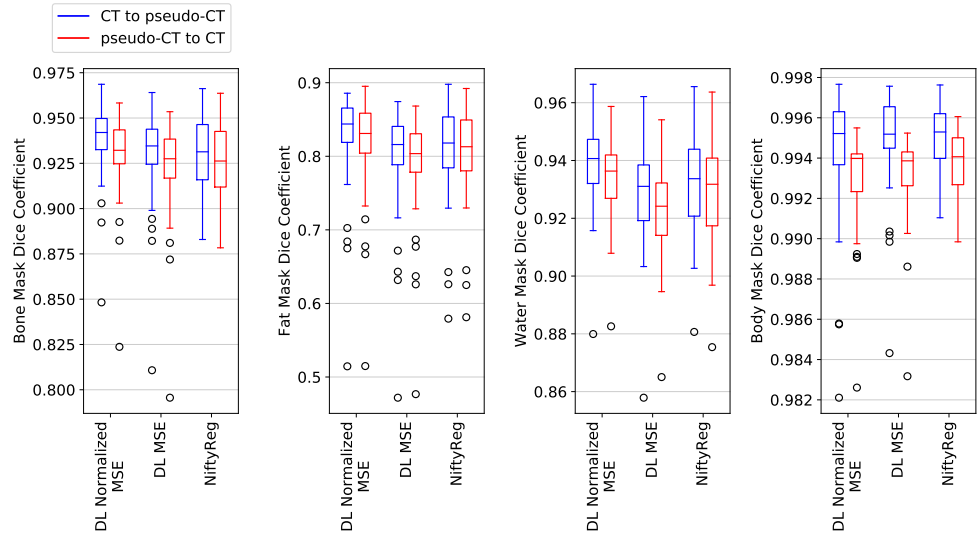 CT to pseudo-CT
pseudo-CT to CT
Bone Mask Dice Coefficient
0.975
0.950
0.925
0.900
0.875
0.850
0.825
0.800
DL Normalized
MSE
DL MSE
NiftyReg
Fat Mask Dice Coefficient
0.9
0.8
0.7
0.6
0.5
DL Normalized
MSE
DL MSE
NiftyReg
Water Mask Dice Coefficient
0.96
0.94
0.92
0.90
0.88
0.86
DL Normalized
MSE
DL MSE
NiftyReg
Body Mask Dice Coefficient
0.998
0.996
0.994
0.992
0.990
0.988
0.986
0.984
0.982
DL Normalized
MSE
DL MSE
NiftyReg